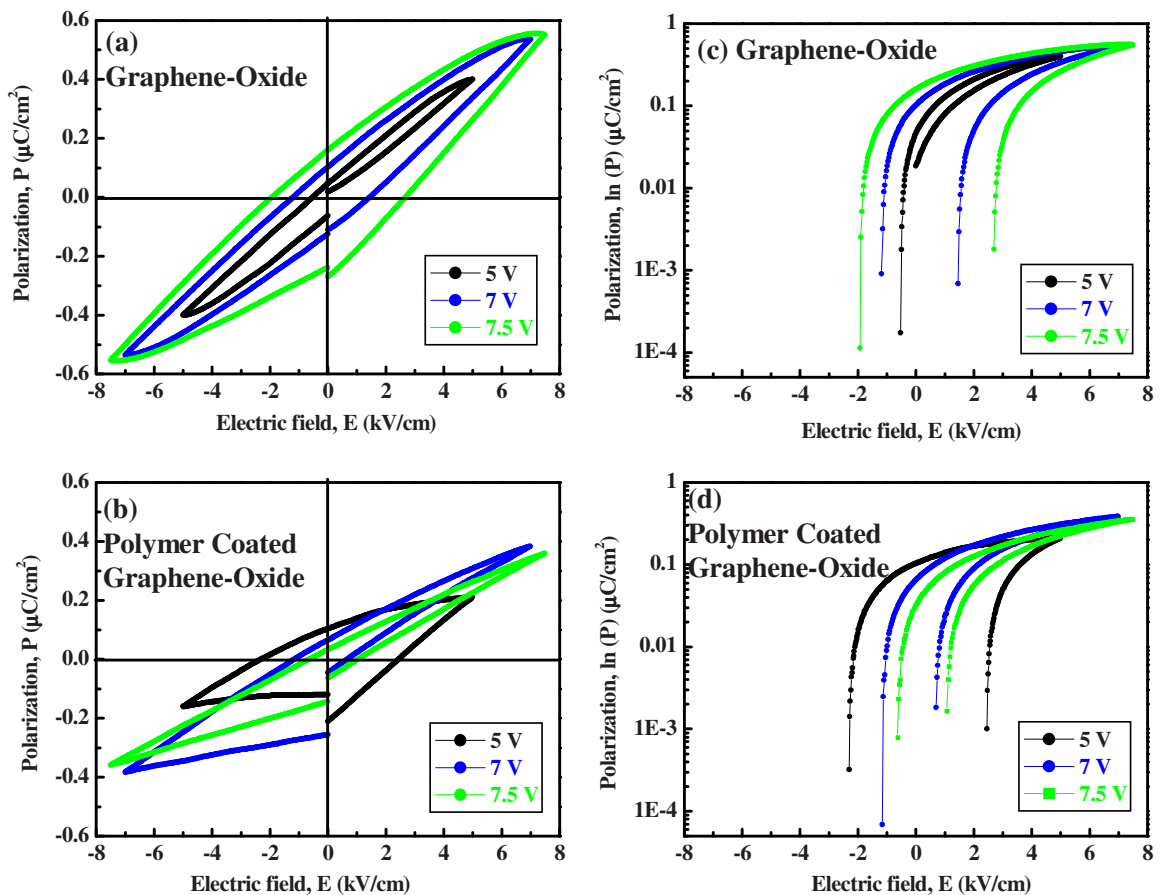 (a)
Graphene-Oxide
Polarization, P (μC/cm²)
0.6
0.4
0.2
0.0
-0.2
-0.4
-0.6
5 V
7 V
7.5 V
-8 -6 -4 -2 0 2 4 6 8
Electric field, E (kV/cm)
(c) Graphene-Oxide
Polarization, ln (P) (μC/cm²)
1
0.1
0.01
1E-3
1E-4
5 V
7 V
7.5 V
-8 -6 -4 -2 0 2 4 6 8
Electric field, E (kV/cm)
(b)
Polymer Coated
Graphene-Oxide
Polarization, P (μC/cm²)
0.6
0.4
0.2
0.0
-0.2
-0.4
-0.6
5 V
7 V
7.5 V
-8 -6 -4 -2 0 2 4 6 8
Electric field, E (kV/cm)
(d)
Polymer Coated
Graphene-Oxide
Polarization, ln (P) (μC/cm²)
1
0.1
0.01
1E-3
1E-4
5 V
7 V
7.5 V
-8 -6 -4 -2 0 2 4 6 8
Electric field, E (kV/cm)